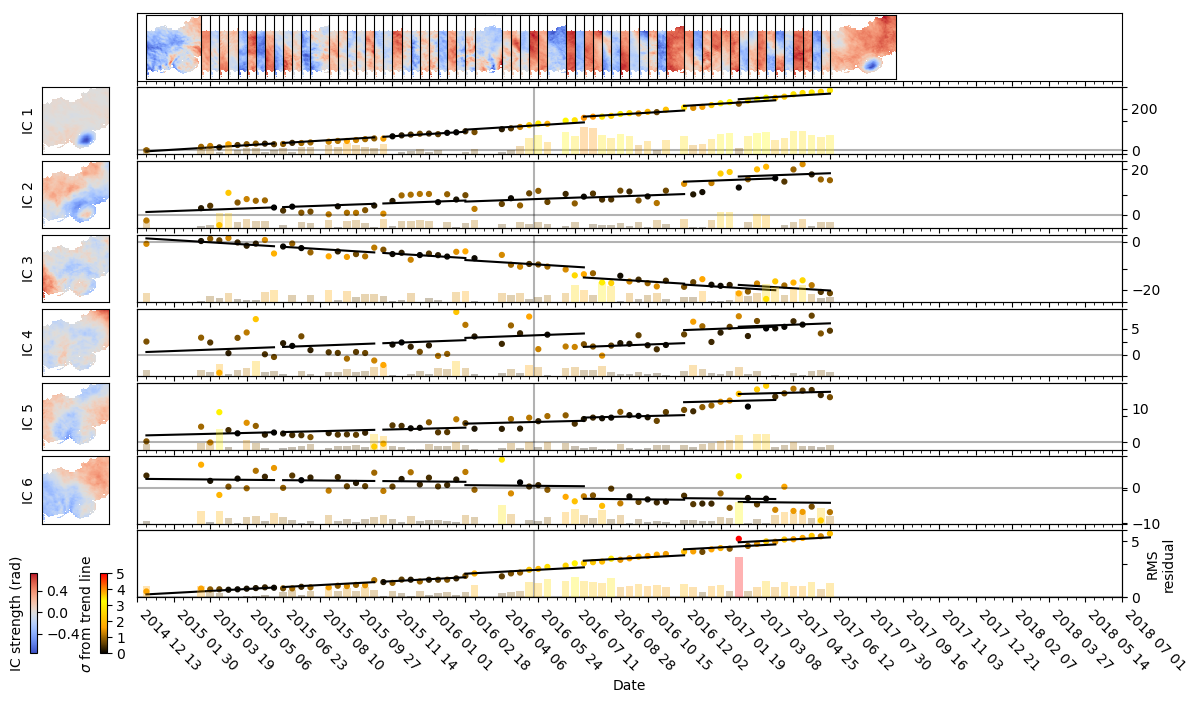 IC 1
200
0
IC 2
20
0
IC 3
0
−20
IC 4
5
0
IC 5
10
0
IC 6
0
−10
5
0
RMS
residual
IC strength (rad)
0.4
0.0
−0.4
σ from trend line
5
4
3
2
1
0
2014 12 13
2015 01 30
2015 03 19
2015 05 06
2015 06 23
2015 08 10
2015 09 27
2015 11 14
2016 01 01
2016 02 18
2016 04 06
2016 05 24
2016 07 11
2016 08 28
2016 10 15
2016 12 02
2017 01 19
2017 03 08
2017 04 25
2017 06 12
2017 07 30
2017 09 16
2017 11 03
2017 12 21
2018 02 07
2018 03 27
2018 05 14
2018 07 01
Date